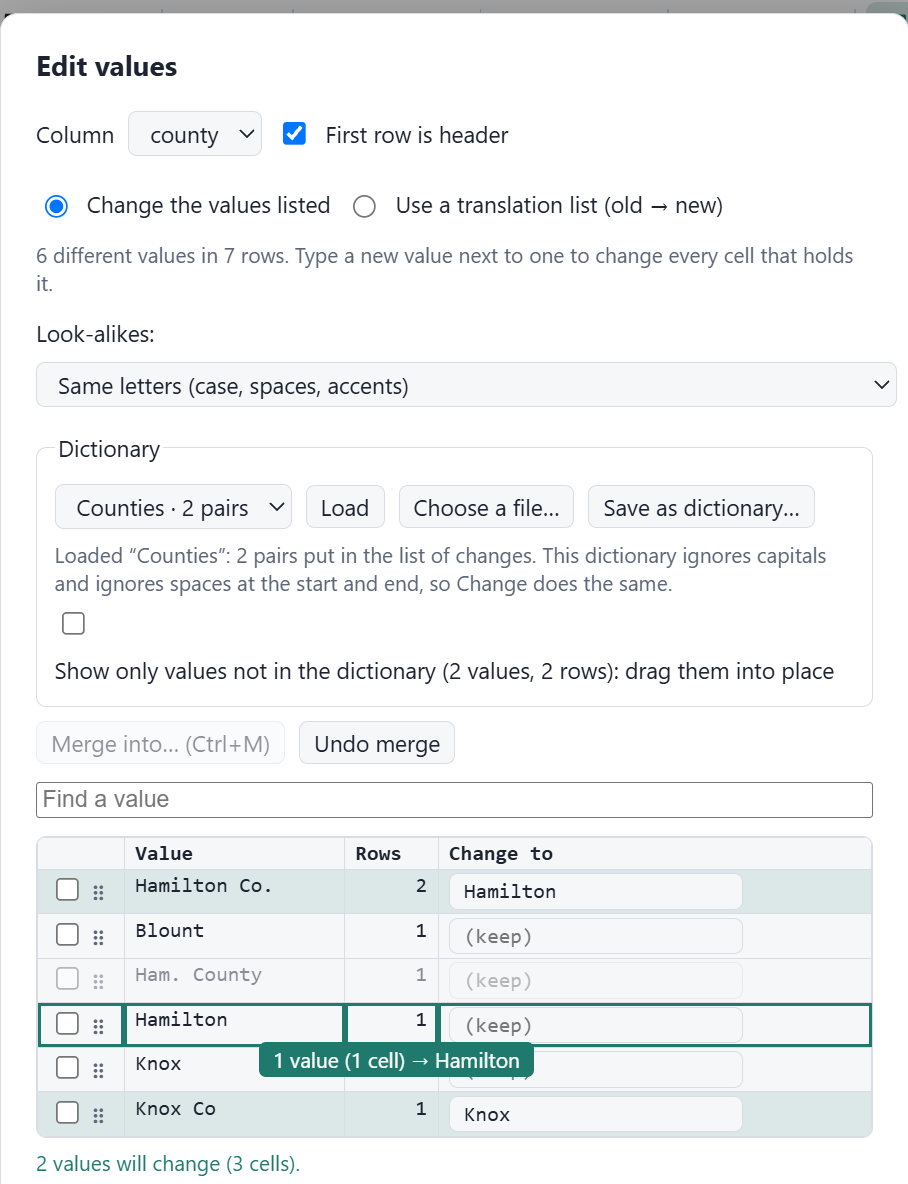 Edit values
Column county First row is header
Change the values listed Use a translation list (old → new)
6 different values in 7 rows. Type a new value next to one to change every cell that holds
it.
Look-alikes:
Same letters (case, spaces, accents)
Dictionary
Counties · 2 pairs Load Choose a file... Save as dictionary...
Loaded “Counties”: 2 pairs put in the list of changes. This dictionary ignores capitals
and ignores spaces at the start and end, so Change does the same.
Show only values not in the dictionary (2 values, 2 rows): drag them into place
Merge into... (Ctrl+M) Undo merge
Find a value
Value Rows Change to
Hamilton Co. 2 Hamilton
Blount 1 (keep)
Ham. County 1 (keep)
Hamilton 1 (keep)
1 value (1 cell) → Hamilton
Knox
Knox Co 1 Knox
2 values will change (3 cells).